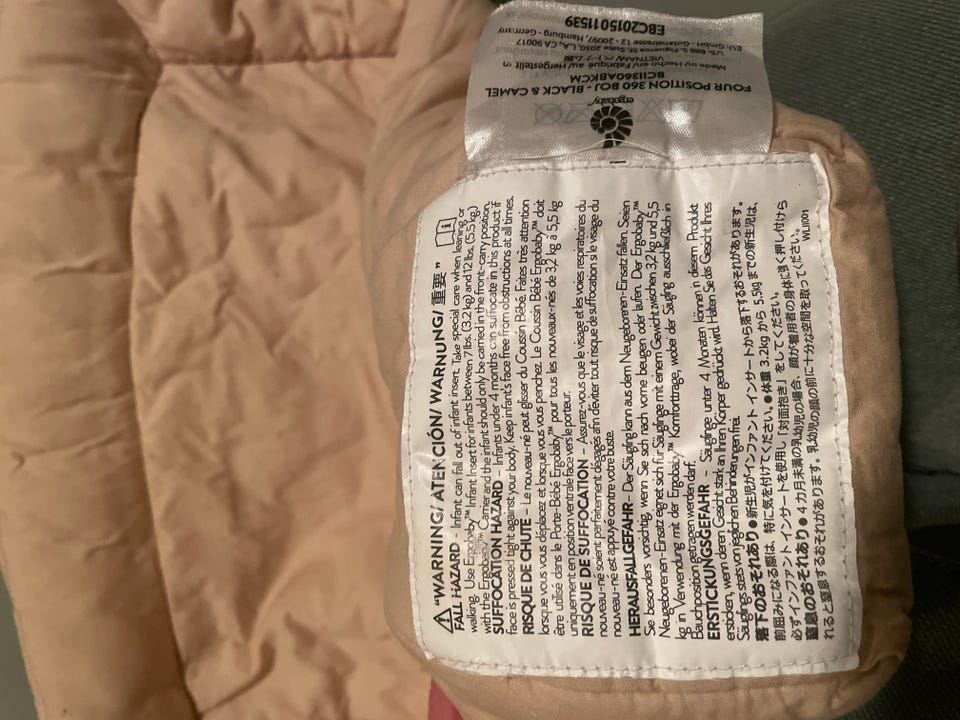 EBC2015011539
EU. GmbH - Gotenstrasse 12 - 20097, Hamburg - Germany
US. 888 S. Figueroa St Suite 2050, LA, CA 90017
VIETNAM/ベトナム製
Made in/ Hecho en/ Fabriqué au/ Hergestellt in
BCII360ABKCM
FOUR POSITION 360 BOJ - BLACK & CAMEL
ergobaby
"WARNING/ ATENCIÓN/ WARNUNG/ 重要"
FALL HAZARD - Infant can fall out of infant insert. Take special care when leaning or
walking. Use Ergobaby™ Infant Insert for infants between 7 lbs. (3.2 kg) and 12 lbs. (5.5 kg)
with the Ergobaby™ Carrier and the infant should only be carried in the front-carry position.
SUFFOCATION HAZARD - Infants under 4 months can suffocate in this product if
face is pressed tight against your body. Keep infant's face free from obstructions at all times.
RISQUE DE CHUTE - Le nouveau-né peut glisser du Coussin Bébé. Faites très attention
lorsque vous vous déplacez et lorsque vous vous penchez. Le Coussin Bébé Ergobaby™ doit
être utilisé dans le Porte-Bébé Ergobaby™ pour tous les nouveaux-nés de 3,2 kg à 5,5 kg
uniquement en position ventrale face vers le porteur.
RISQUE DE SUFFOCATION - Assurez-vous que le visage et les voies respiratoires du
nouveau-né soient parfaitement dégagés afin d'éviter tout risque de suffocation si le visage du
nouveau-né est appuyé contre votre buste.
HERAUSFALLGEFAHR - Der Säugling kann aus dem Neugeborenen-Einsatz fallen. Seien
Sie besonders vorsichtig, wenn Sie sich nach vorne beugen oder laufen. Der Ergobaby™
Neugeborenen-Einsatz eignet sich für Säuglinge mit einem Gewicht zwischen 3,2 kg und 5,5
kg in Verwendung mit der Ergobaby™ Komforttrage, wobei der Säugling ausschließlich in
Bauchposition getragen werden darf.
ERSTICKUNGSGEFAHR - Säuglinge unter 4 Monaten können in diesem Produkt
ersticken, wenn deren Gesicht stark an Ihren Körper gedrückt wird. Halten Sie das Gesicht Ihres
Säuglings stets von jeglichen Behinderungen frei.
落下のおそれあり●新生児がインファント インサートから落下するおそれがあります。
前屈みになる際は、特に気を付けてください。●体重 3.2kg から 5.5kg までの新生児は、
必ずインファントインサートを使用し「対面抱き」をしてください。
窒息のおそれあり●4カ月未満の乳幼児の場合、顔が着用者の身体に強く押し付けら
れると窒息するおそれがあります。乳幼児の顔の前に十分な空間を取ってください。
WLII001